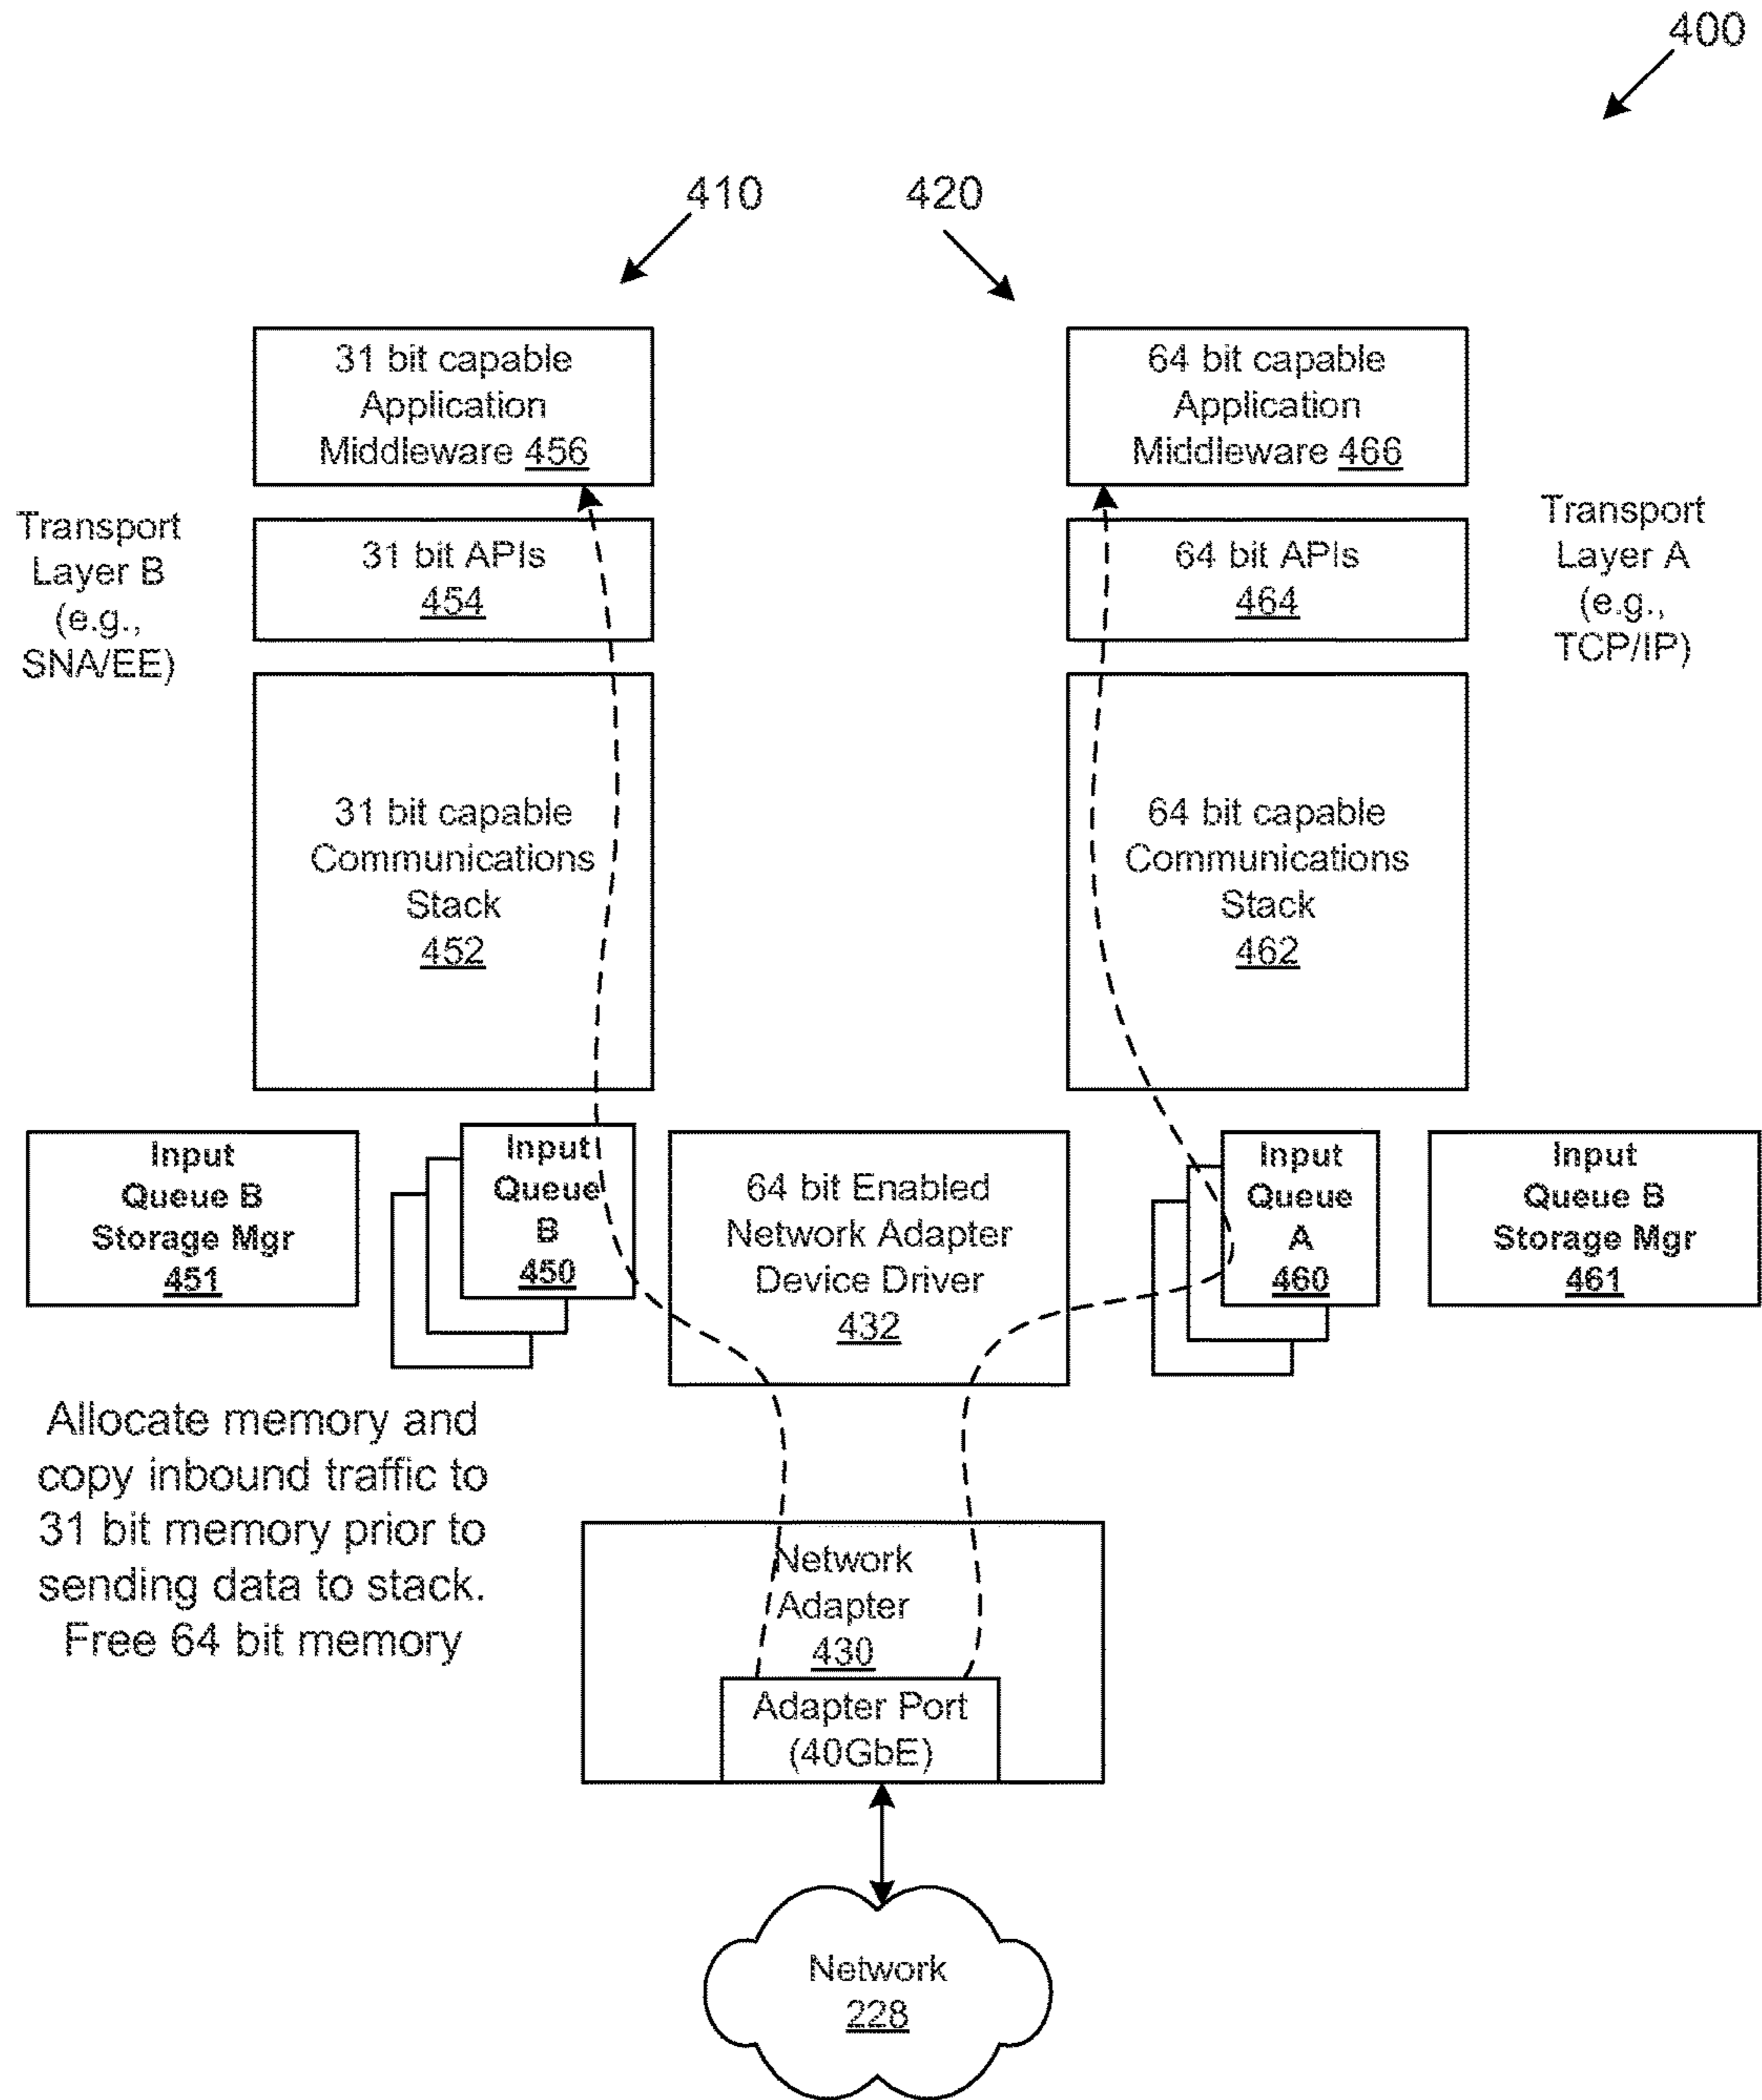 400
410
420
31 bit capable
Application
Middleware 456
64 bit capable
Application
Middleware 466
Transport
Layer B
(e.g.,
SNA/EE)
31 bit APIs
454
64 bit APIs
464
Transport
Layer A
(e.g.,
TCP/IP)
31 bit capable
Communications
Stack
452
64 bit capable
Communications
Stack
462
Input
Queue B
Storage Mgr
451
Input
Queue
B
450
64 bit Enabled
Network Adapter
Device Driver
432
Input
Queue
A
460
Input
Queue B
Storage Mgr
461
Allocate memory and
copy inbound traffic to
31 bit memory prior to
sending data to stack.
Free 64 bit memory
Network
Adapter
430
Adapter Port
(40GbE)
Network
228